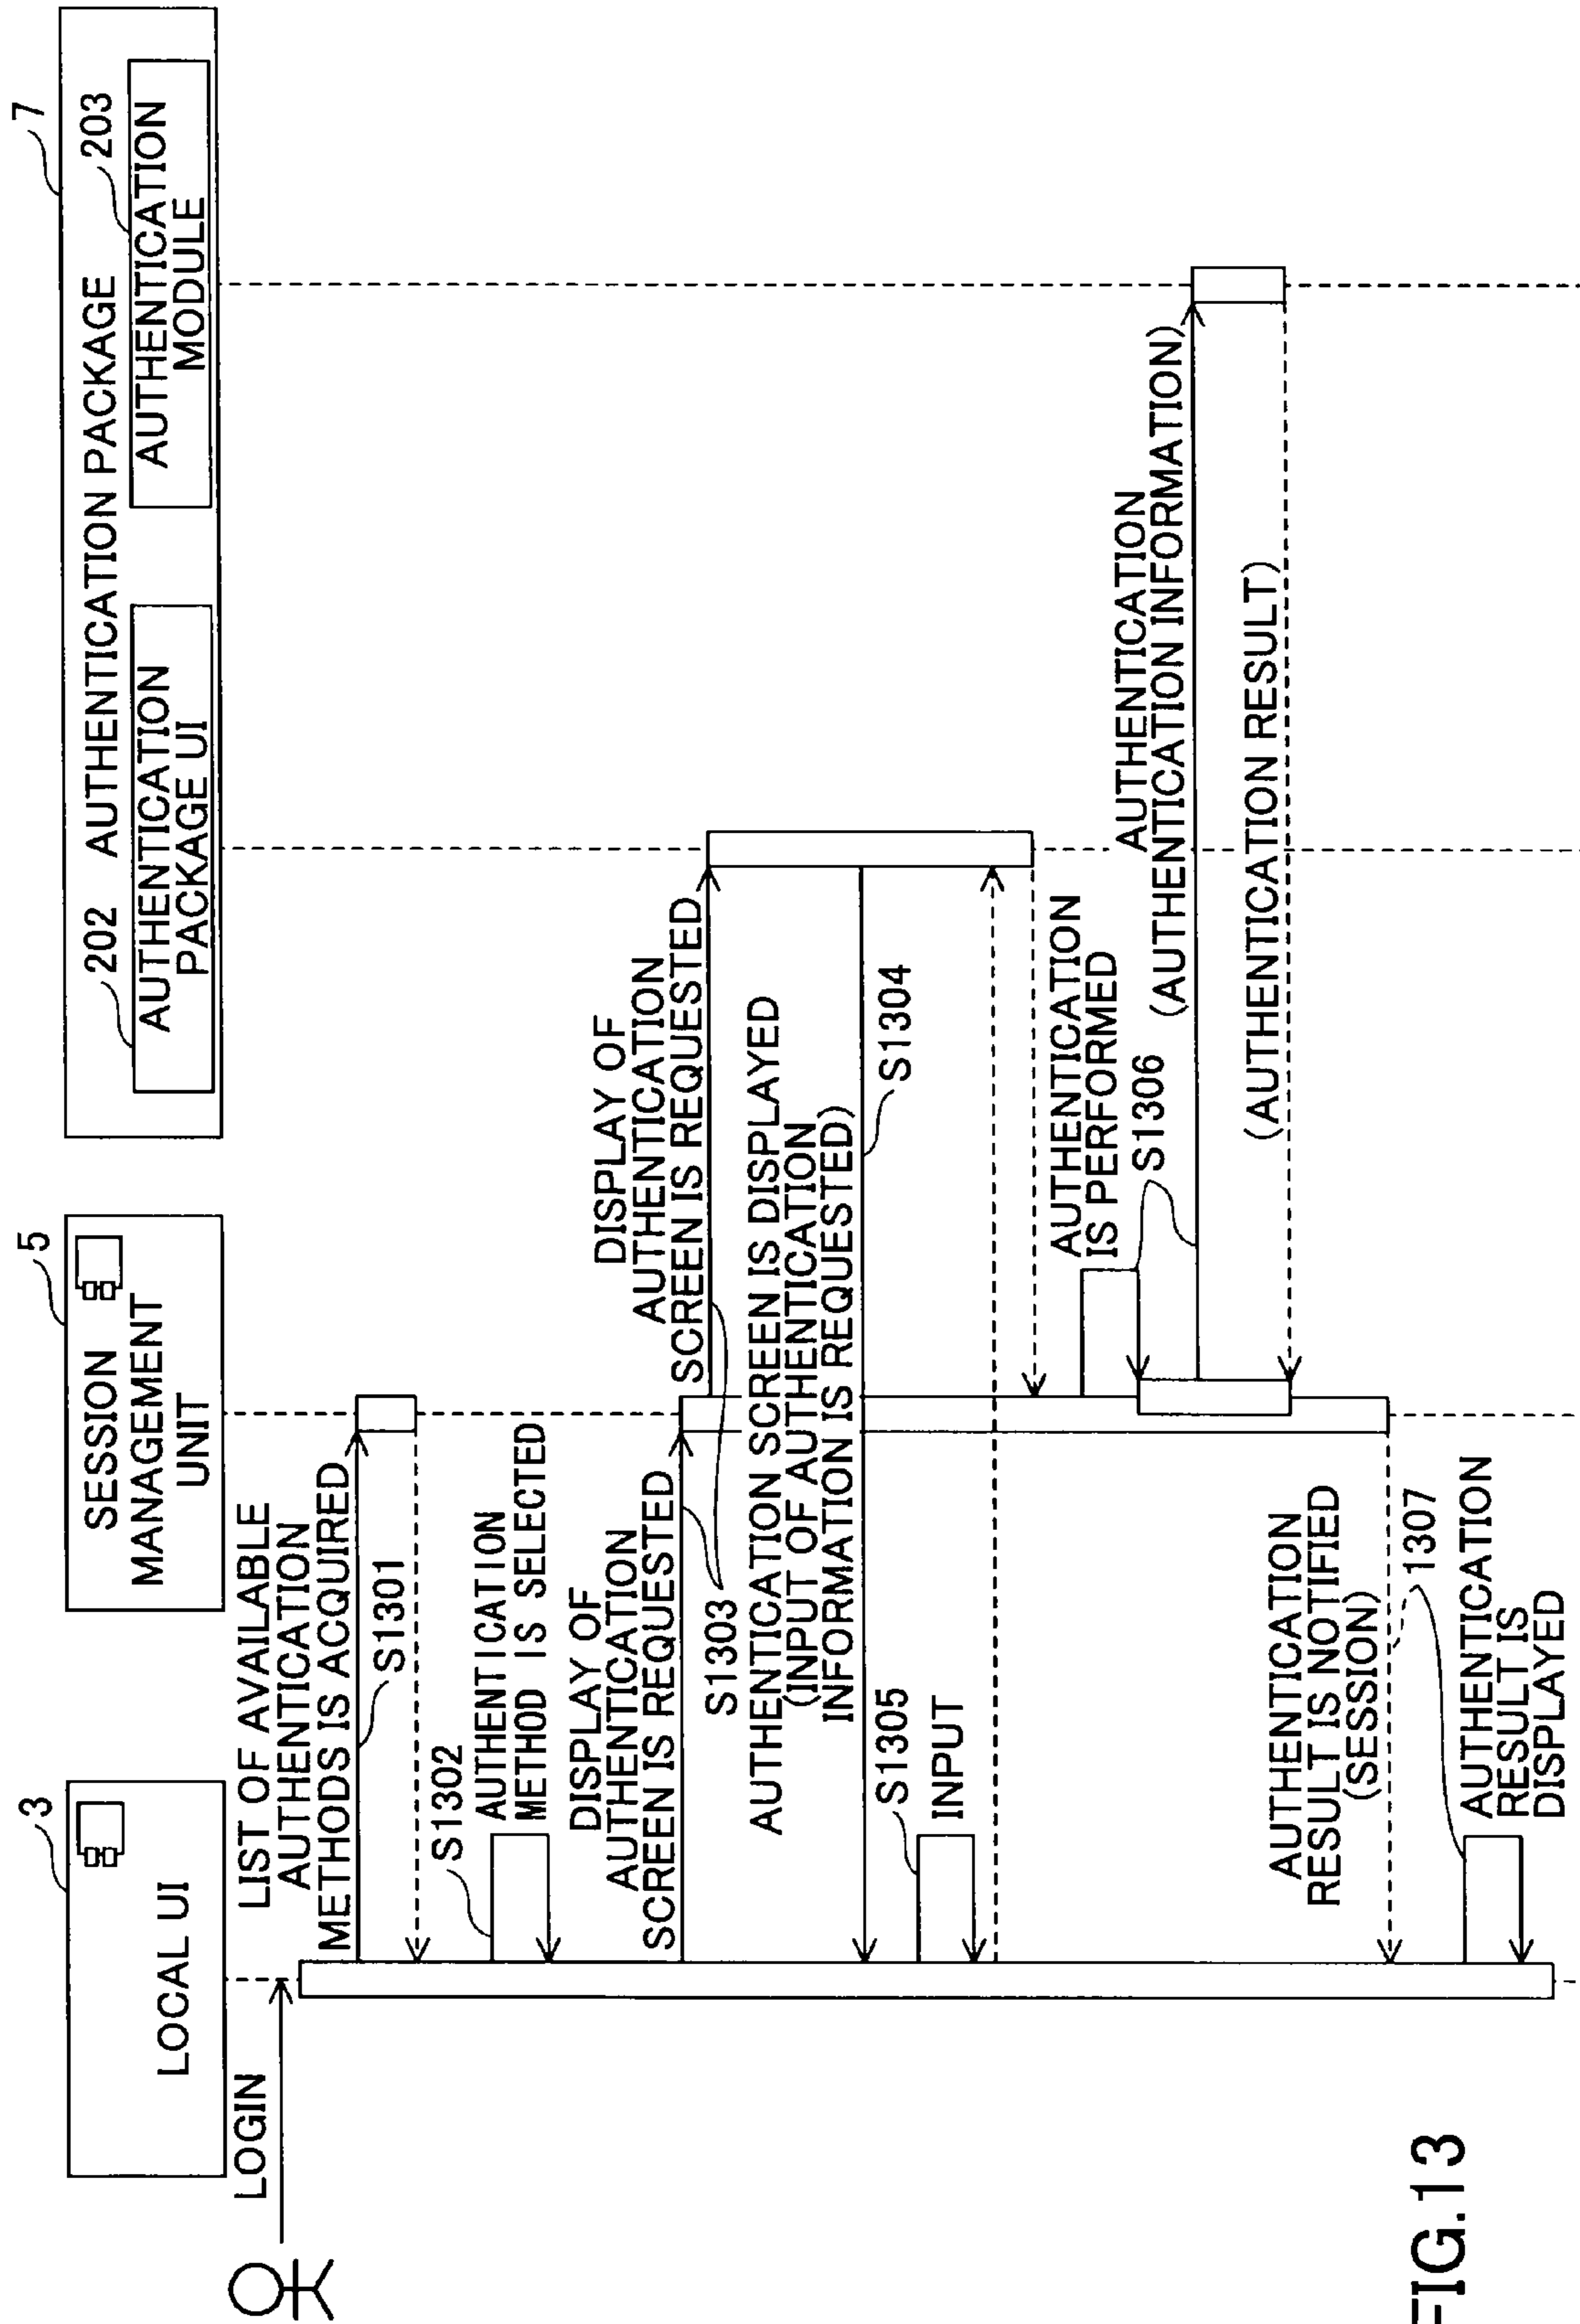 3
LOCAL UI
5
SESSION
MANAGEMENT
UNIT
7
202 AUTHENTICATION PACKAGE 203
AUTHENTICATION
PACKAGE UI
AUTHENTICATION
MODULE
LOGIN
LIST OF AVAILABLE
AUTHENTICATION
METHODS IS ACQUIRED
S1301
S1302
AUTHENTICATION
METHOD IS SELECTED
DISPLAY OF
AUTHENTICATION
SCREEN IS REQUESTED
S1303
DISPLAY OF
AUTHENTICATION
SCREEN IS REQUESTED
AUTHENTICATION SCREEN IS DISPLAYED
(INPUT OF AUTHENTICATION
INFORMATION IS REQUESTED)
S1304
S1305
INPUT
AUTHENTICATION
IS PERFORMED
S1306
AUTHENTICATION
(AUTHENTICATION INFORMATION)
(AUTHENTICATION RESULT)
AUTHENTICATION
RESULT IS NOTIFIED
(SESSION)
1307
AUTHENTICATION
RESULT IS
DISPLAYED
FIG.13